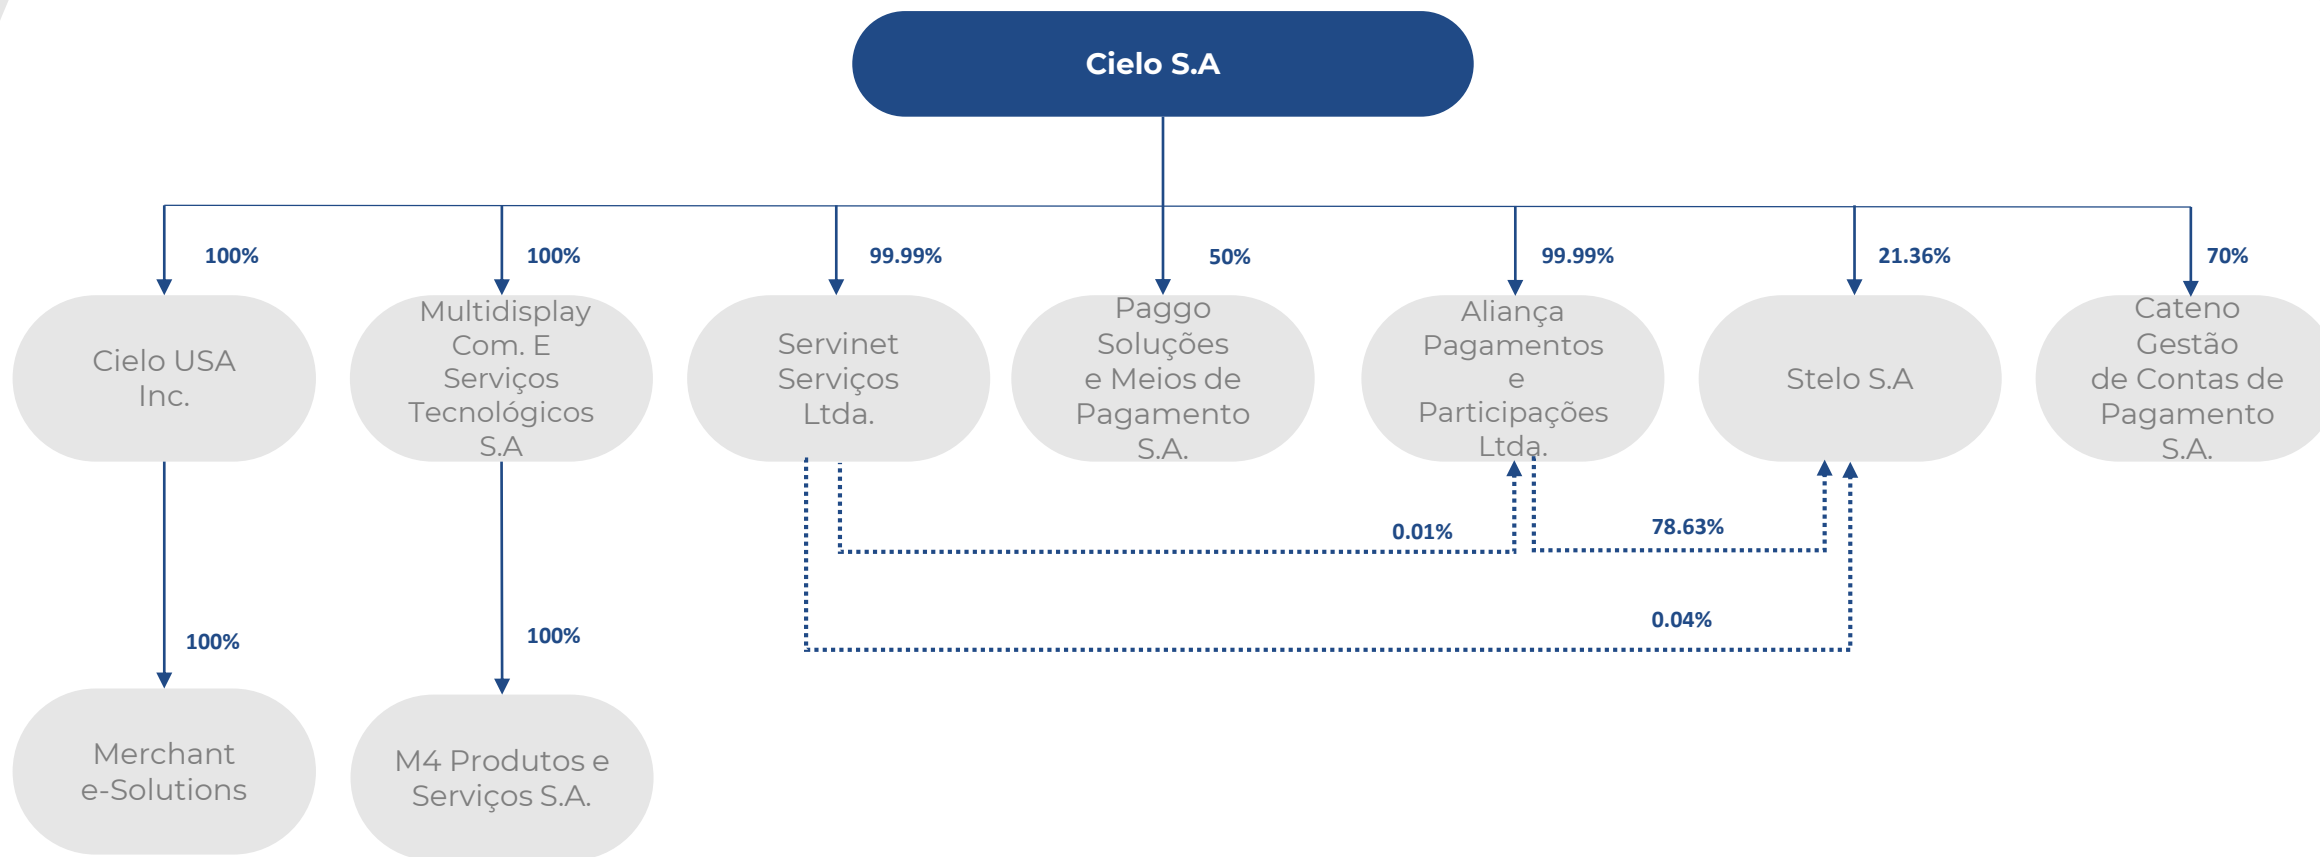 Cielo S.A
100%
100%
99.99%
50%
99.99%
21.36%
70%
Cielo USA
Inc.
Multidisplay
Com. E
Serviços
Tecnológicos
S.A
Servinet
Serviços
Ltda.
Paggo
Soluções
e Meios de
Pagamento
S.A.
Aliança
Pagamentos
e
Participações
Ltda.
Stelo S.A
Cateno
Gestão
de Contas de
Pagamento
S.A.
0.01%
78.63%
0.04%
100%
100%
Merchant
e-Solutions
M4 Produtos e
Serviços S.A.